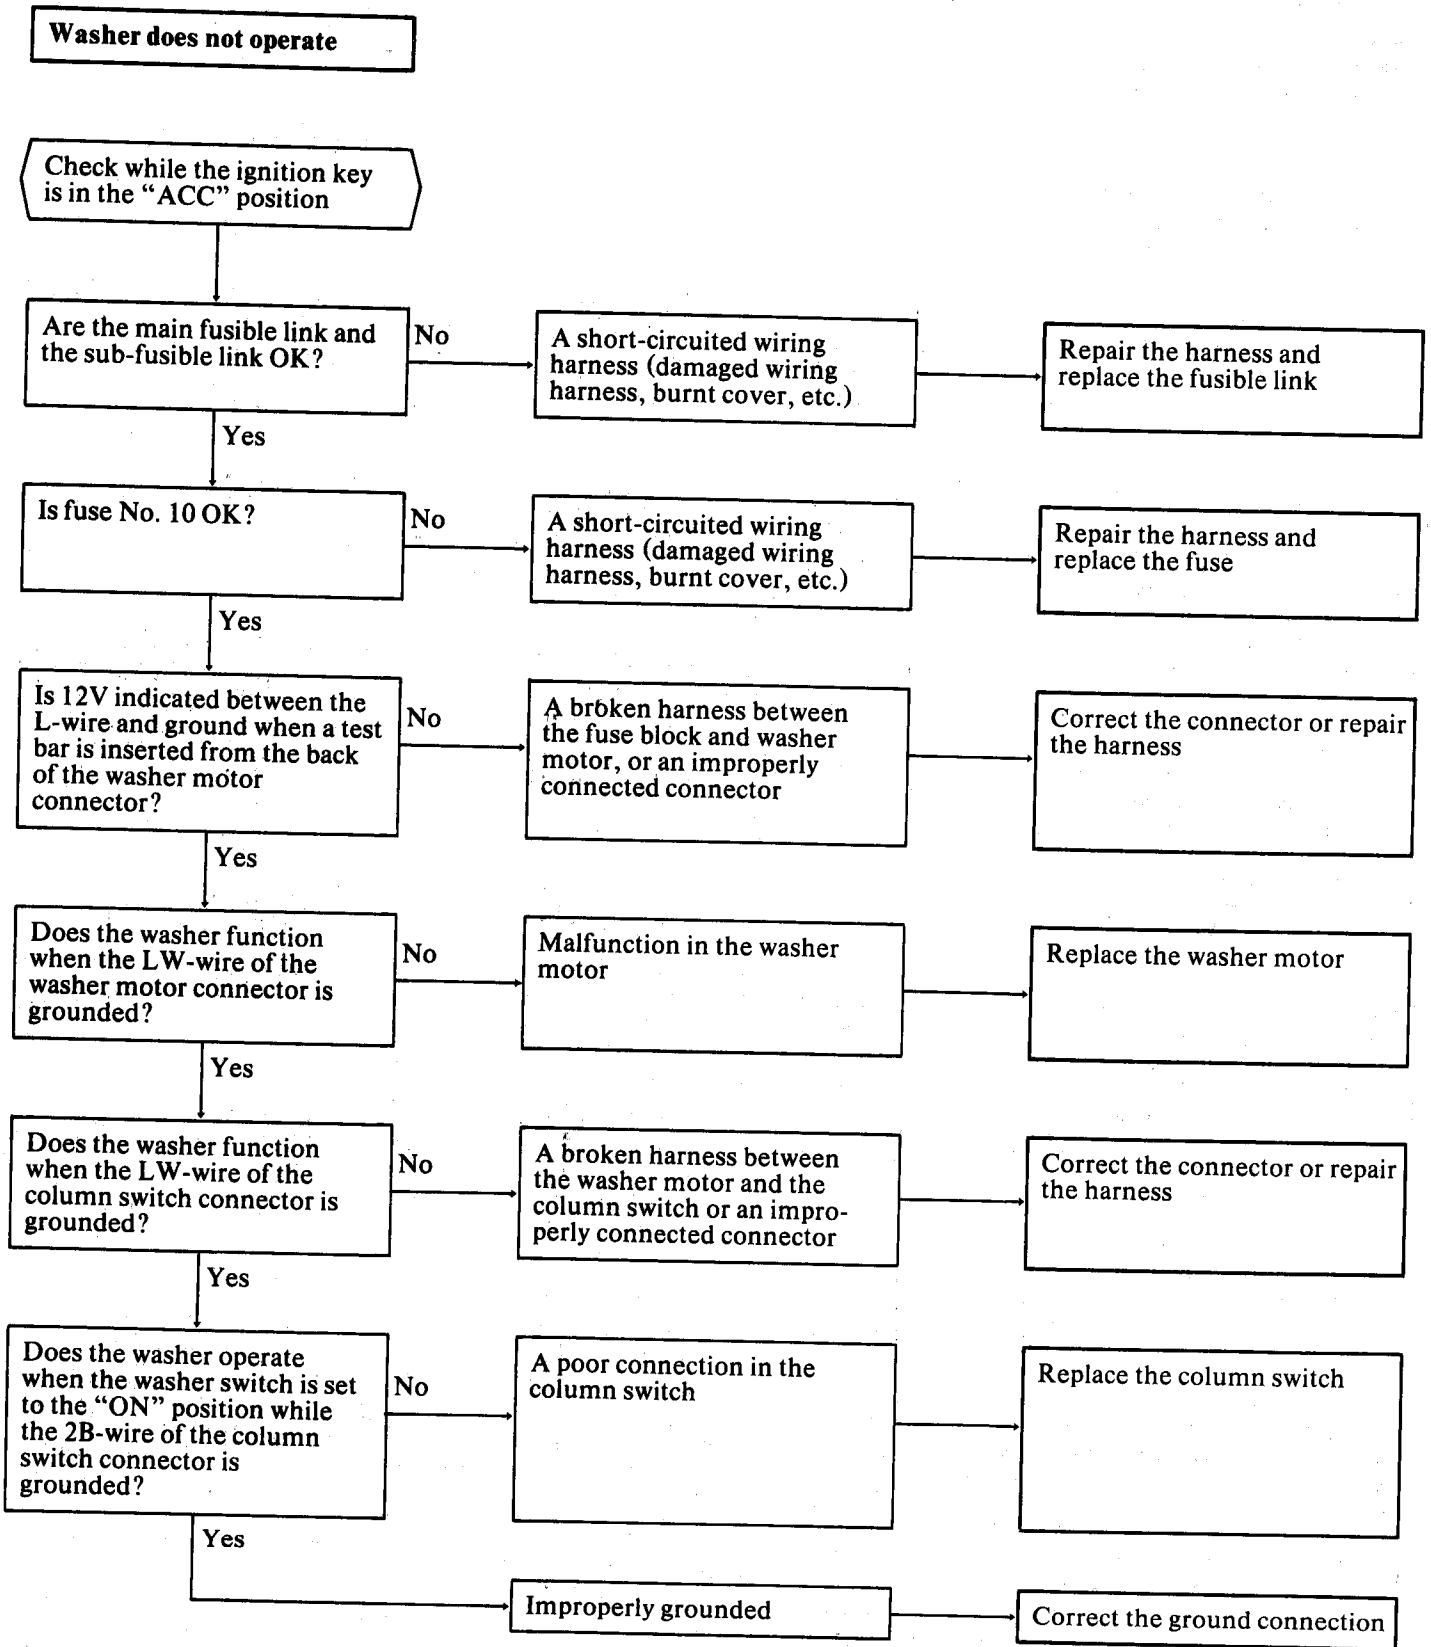 Washer does not operate
Check while the ignition key
is in the “ACC” position
Are the main fusible link and
the sub-fusible link OK?
No
A short-circuited wiring
harness (damaged wiring
harness, burnt cover, etc.)
Repair the harness and
replace the fusible link
Yes
Is fuse No. 10 OK?
No
A short-circuited wiring
harness (damaged wiring
harness, burnt cover, etc.)
Repair the harness and
replace the fuse
Yes
Is 12V indicated between the
L-wire and ground when a test
bar is inserted from the back
of the washer motor
connector?
No
A broken harness between
the fuse block and washer
motor, or an improperly
connected connector
Correct the connector or repair
the harness
Yes
Does the washer function
when the LW-wire of the
washer motor connector is
grounded?
No
Malfunction in the washer
motor
Replace the washer motor
Yes
Does the washer function
when the LW-wire of the
column switch connector is
grounded?
No
A broken harness between
the washer motor and the
column switch or an impro-
perly connected connector
Correct the connector or repair
the harness
Yes
Does the washer operate
when the washer switch is set
to the “ON” position while
the 2B-wire of the column
switch connector is
grounded?
No
A poor connection in the
column switch
Replace the column switch
Yes
Improperly grounded
Correct the ground connection